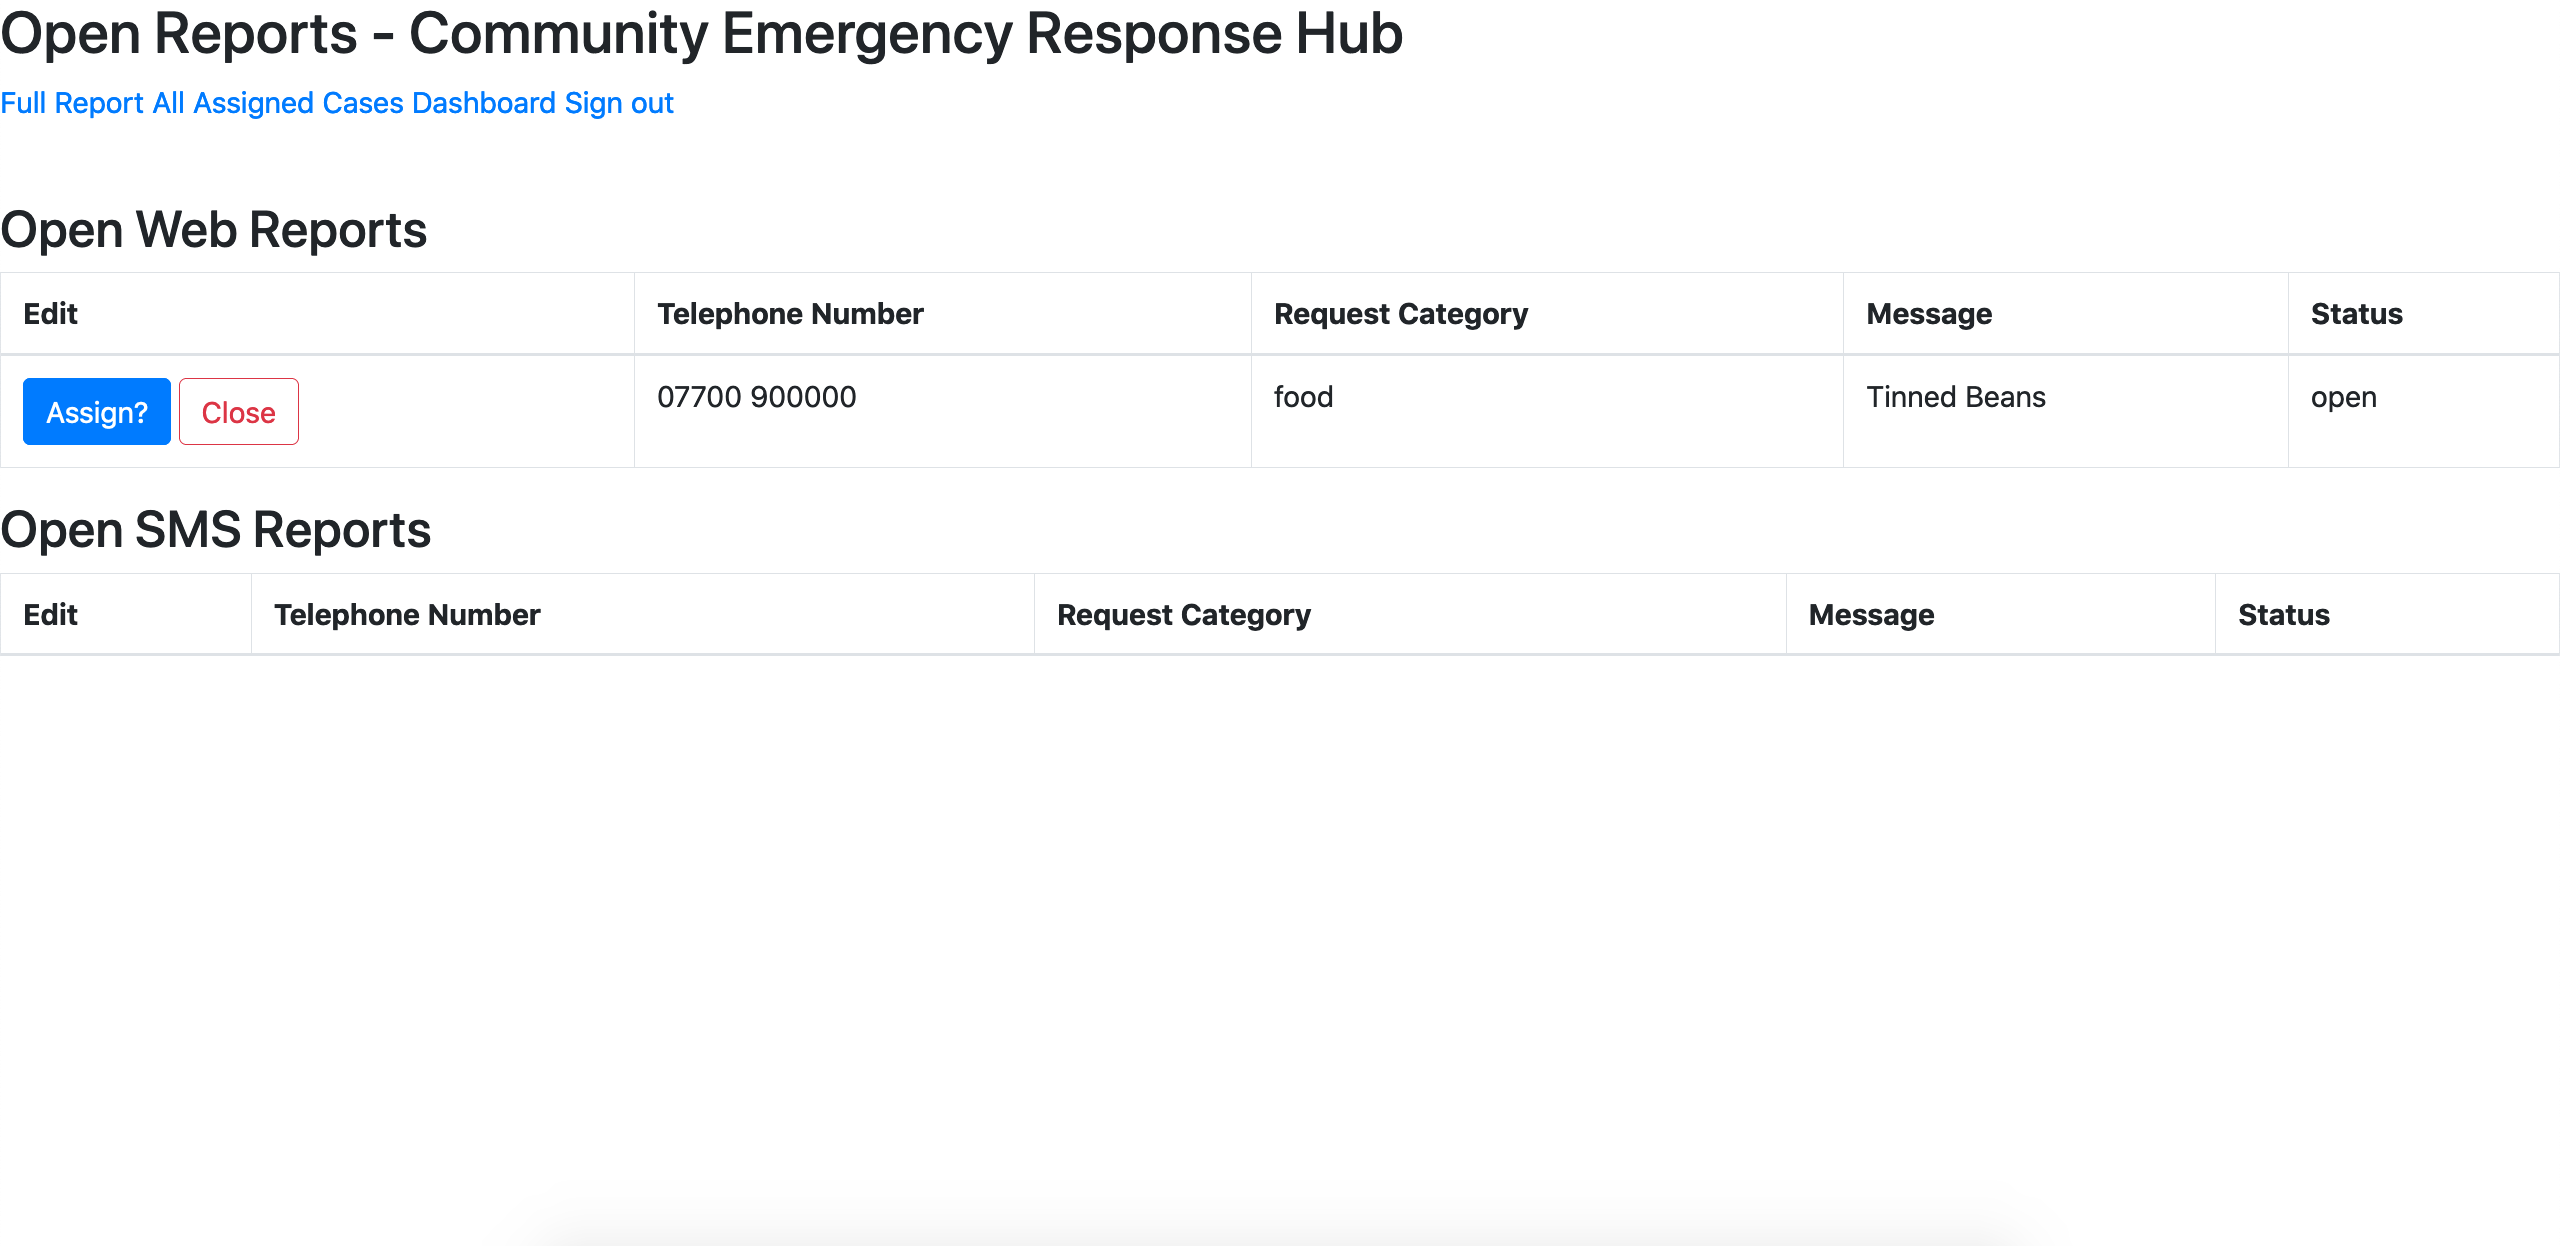 Open Reports - Community Emergency Response Hub
Full Report All Assigned Cases Dashboard Sign out
Open Web Reports
Edit Telephone Number Request Category Message Status
Assign? Close 07700 900000 food Tinned Beans open
Open SMS Reports
Edit Telephone Number Request Category Message Status